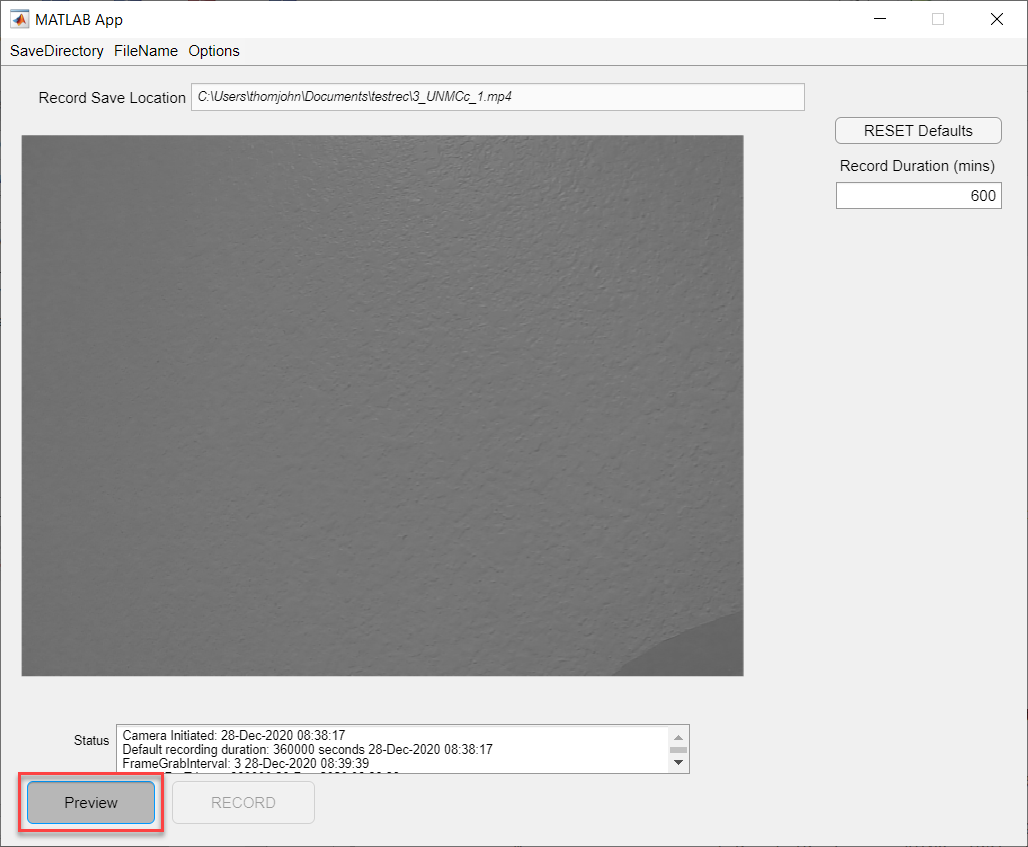 MATLAB App
SaveDirectory FileName Options
Record Save Location C:\Users\thomjohn\Documents\testrec\3_UNMCc_1.mp4
RESET Defaults
Record Duration (mins)
600
Status
Camera Initiated: 28-Dec-2020 08:38:17
Default recording duration: 360000 seconds 28-Dec-2020 08:38:17
FrameGrabInterval: 3 28-Dec-2020 08:39:39
Preview RECORD